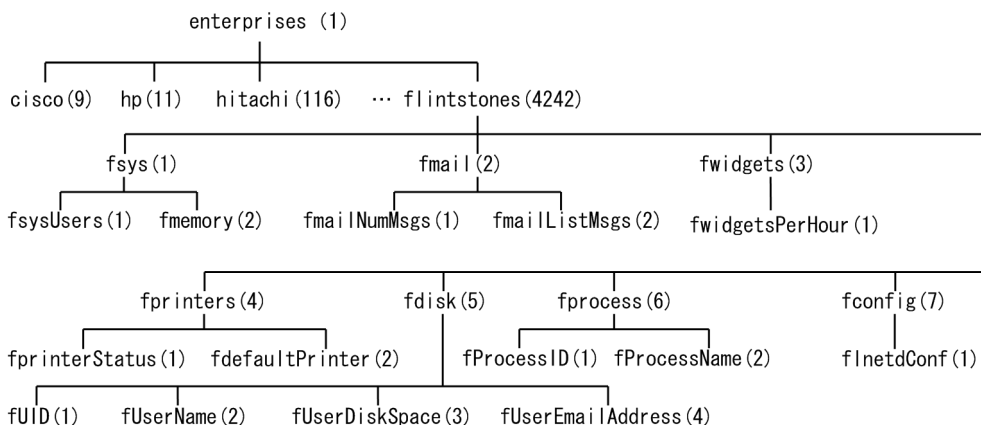 enterprises (1)
cisco(9) hp(11) hitachi(116) … flintstones(4242)
fsys(1) fmail(2) fwidgets(3)
fsysUsers(1) fmemory(2) fmailNumMsgs(1) fmailListMsgs(2) fwidgetsPerHour(1)
fprinters(4) fdisk(5) fprocess(6) fconfig(7)
fprinterStatus(1) fdefaultPrinter(2) fProcessID(1) fProcessName(2) fInetdConf(1)
fUID(1) fUserName(2) fUserDiskSpace(3) fUserEmailAddress(4)